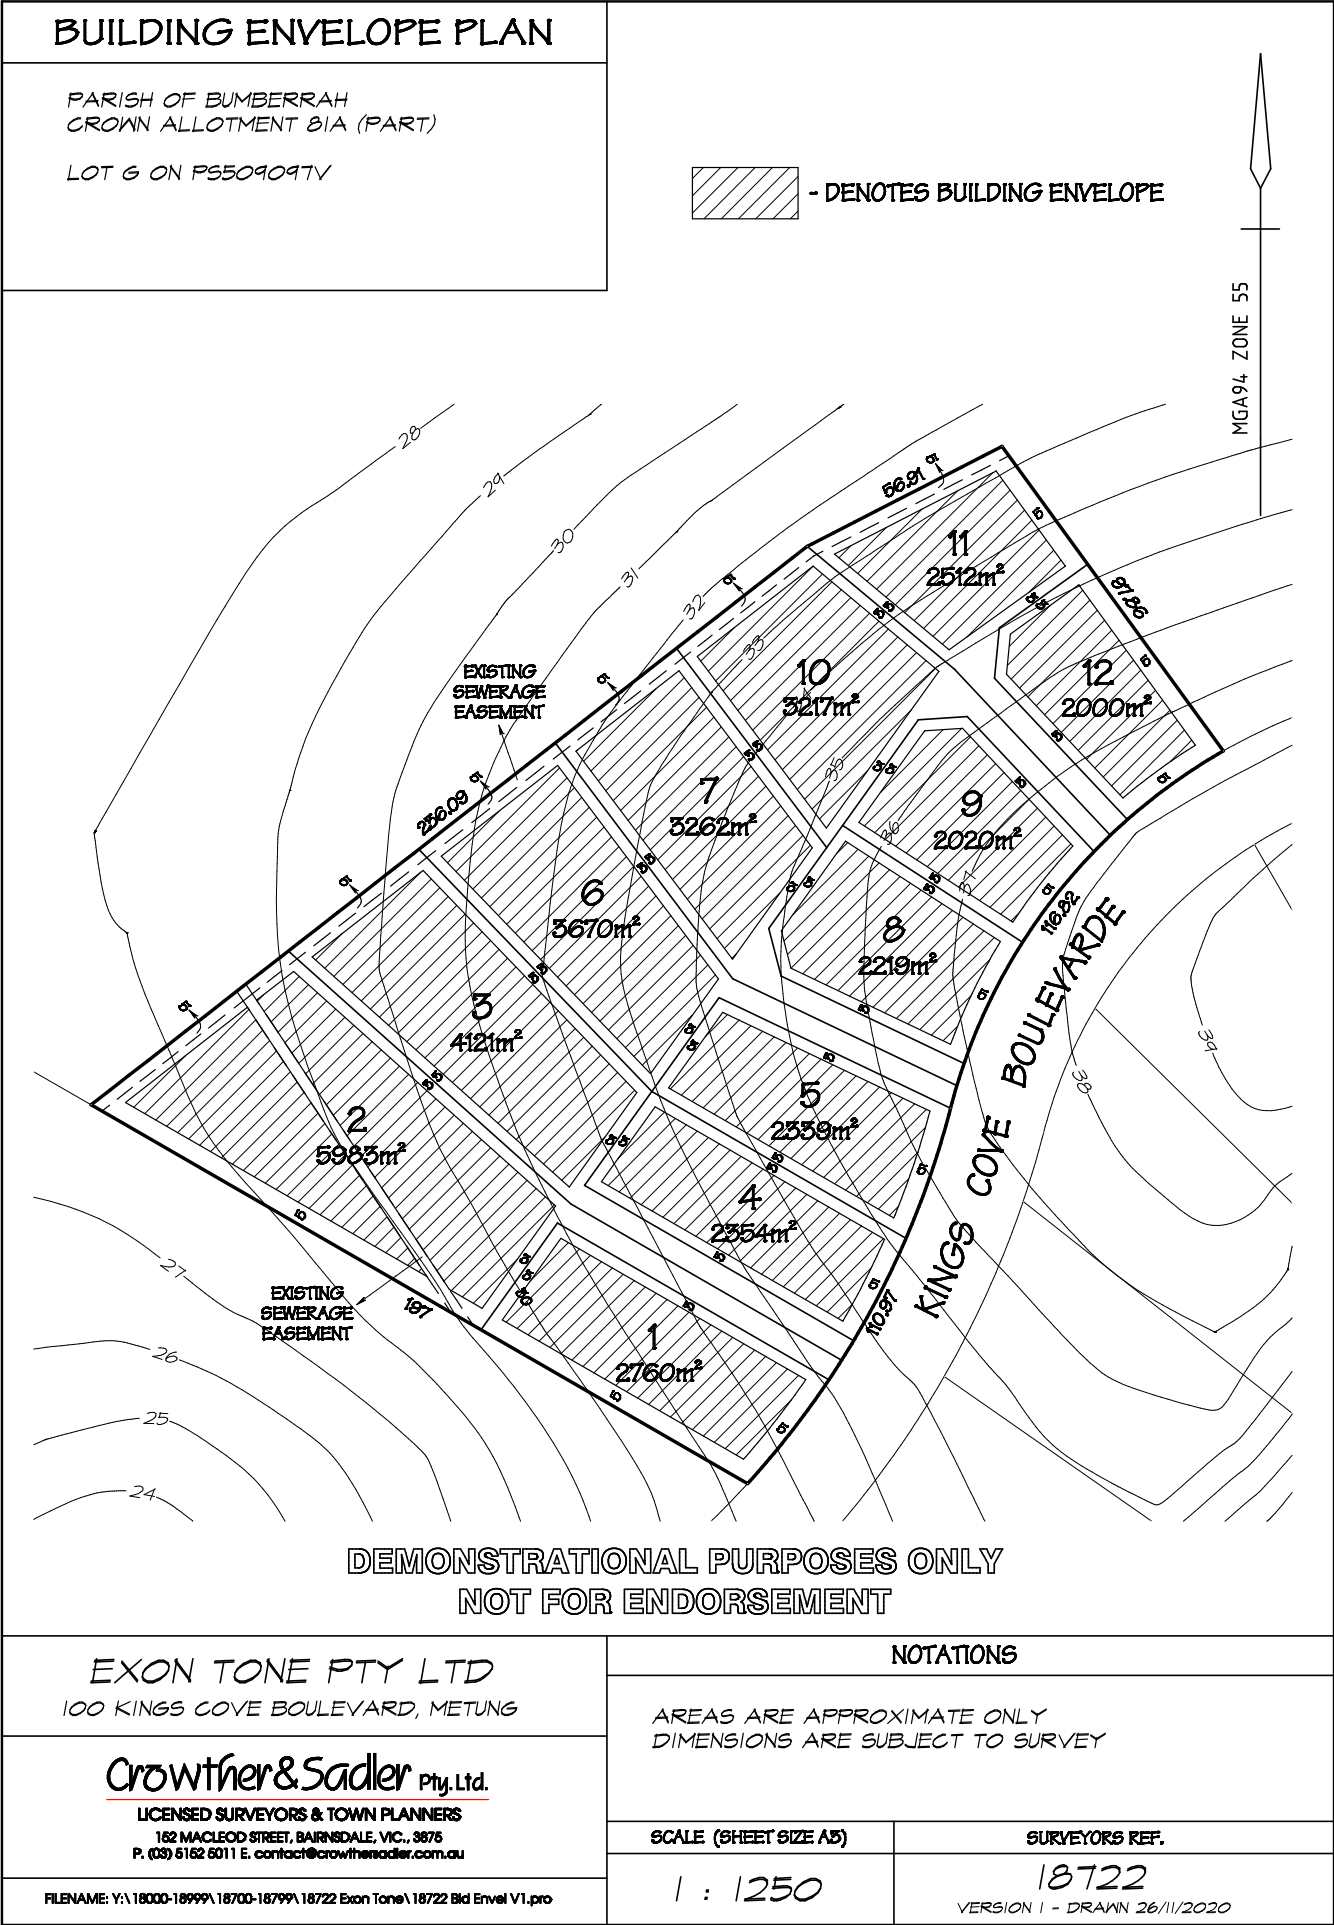 BUILDING ENVELOPE PLAN
PARISH OF BUMBERRAH
CROWN ALLOTMENT 81A (PART)
LOT G ON PS509097V
- DENOTES BUILDING ENVELOPE
MGA94 ZONE 55
28
29
30
31
32
33
35
36
37
38
39
27
26
25
24
56.91
97.86
236.09
116.82
110.97
197
50
5
EXISTING
SEWERAGE
EASEMENT
11
2512m²
12
2000m²
10
3217m²
7
3262m²
9
2020m²
6
3670m²
8
2219m²
3
4121m²
5
2339m²
2
5983m²
4
2354m²
1
2760m²
EXISTING
SEWERAGE
EASEMENT
KINGS COVE BOULEVARDE
DEMONSTRATIONAL PURPOSES ONLY
NOT FOR ENDORSEMENT
EXON TONE PTY LTD
100 KINGS COVE BOULEVARD, METUNG
Crowther&Sadler Pty.Ltd.
LICENSED SURVEYORS & TOWN PLANNERS
152 MACLEOD STREET, BAIRNSDALE, VIC., 3875
P. (03) 5152 5011 E. contact@crowthersadler.com.au
FILENAME: Y:\18000-18999\18700-18799\18722 Exon Tone\18722 Bld Envel V1.pro
NOTATIONS
AREAS ARE APPROXIMATE ONLY
DIMENSIONS ARE SUBJECT TO SURVEY
SCALE (SHEET SIZE A3)
1 : 1250
SURVEYORS REF.
18722
VERSION 1 - DRAWN 26/11/2020